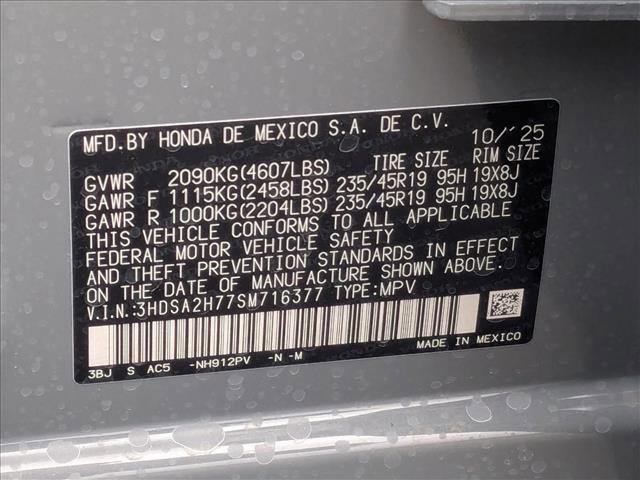 MFD.BY HONDA DE MEXICO S.A. DE C.V. 10/'25
GVWR 2090KG(4607LBS) TIRE SIZE RIM SIZE
GAWR F 1115KG(2458LBS) 235/45R19 95H 19X8J
GAWR R 1000KG(2204LBS) 235/45R19 95H 19X8J
THIS VEHICLE CONFORMS TO ALL APPLICABLE
FEDERAL MOTOR VEHICLE SAFETY
AND THEFT PREVENTION STANDARDS IN EFFECT
ON THE DATE OF MANUFACTURE SHOWN ABOVE.
V.I.N.:3HDSA2H77SM716377 TYPE:MPV
3BJ S AC5 -NH912PV -N -M MADE IN MEXICO